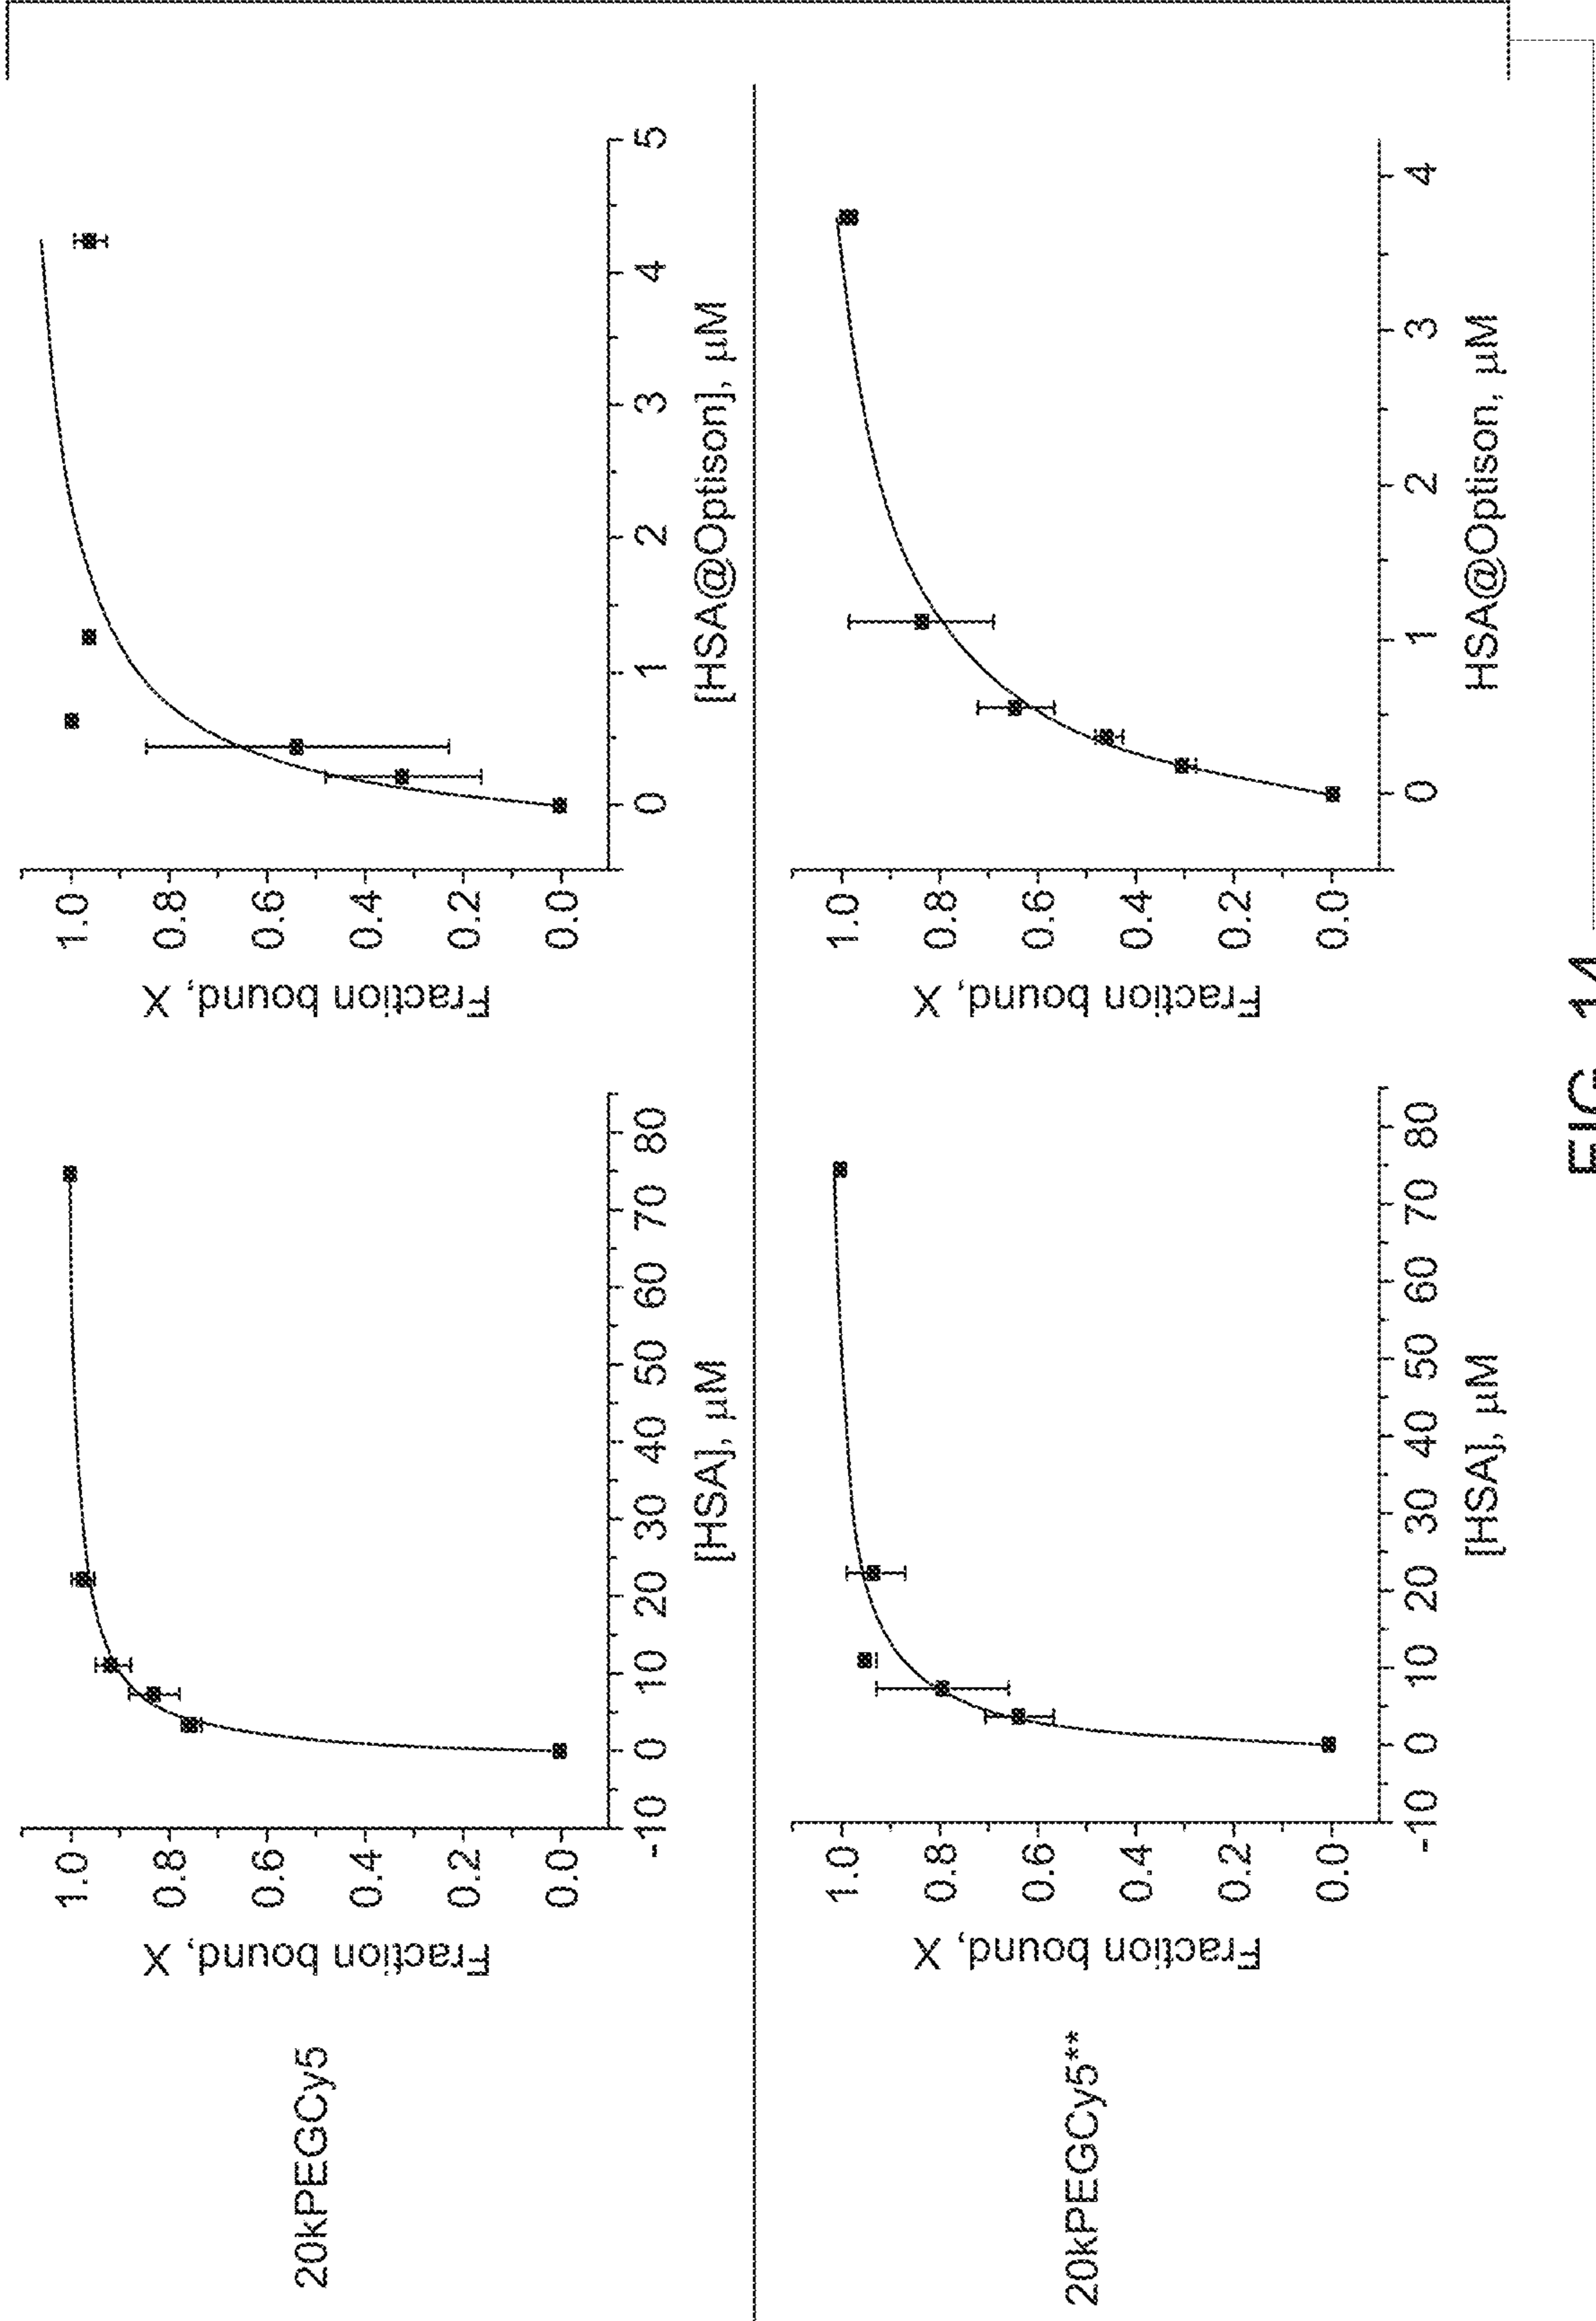 20kPEGCy5
Fraction bound, X
1.0
0.8
0.6
0.4
0.2
0.0
-10 0 10 20 30 40 50 60 70 80
[HSA], µM
Fraction bound, X
1.0
0.8
0.6
0.4
0.2
0.0
0 1 2 3 4 5
[HSA@Optison], µM
20kPEGCy5**
Fraction bound, X
1.0
0.8
0.6
0.4
0.2
0.0
-10 0 10 20 30 40 50 60 70 80
[HSA], µM
Fraction bound, X
1.0
0.8
0.6
0.4
0.2
0.0
0 1 2 3 4
HSA@Optison, µM
FIG. 14